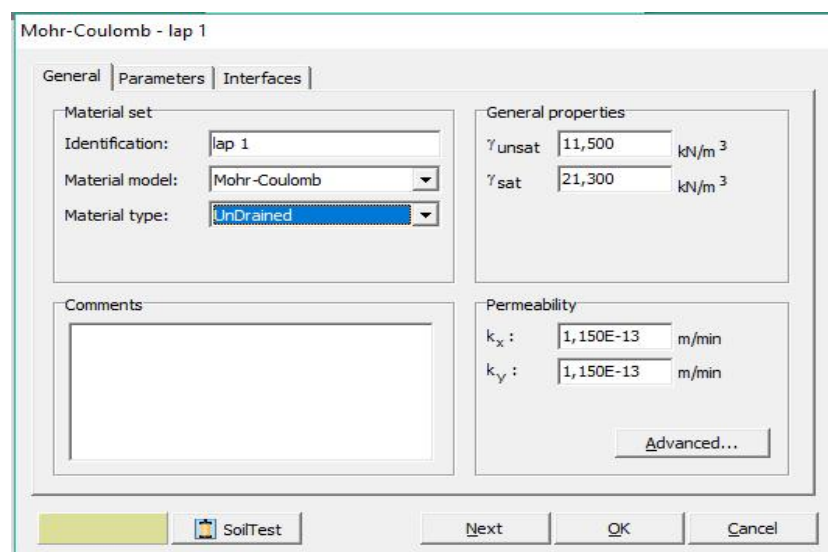 Mohr-Coulomb - lap 1
General Parameters Interfaces
Material set
Identification: lap 1
Material model: Mohr-Coulomb
Material type: UnDrained
General properties
γunsat 11,500 kN/m 3
γsat 21,300 kN/m 3
Comments
Permeability
kx : 1,150E-13 m/min
ky : 1,150E-13 m/min
Advanced...
SoilTest Next OK Cancel